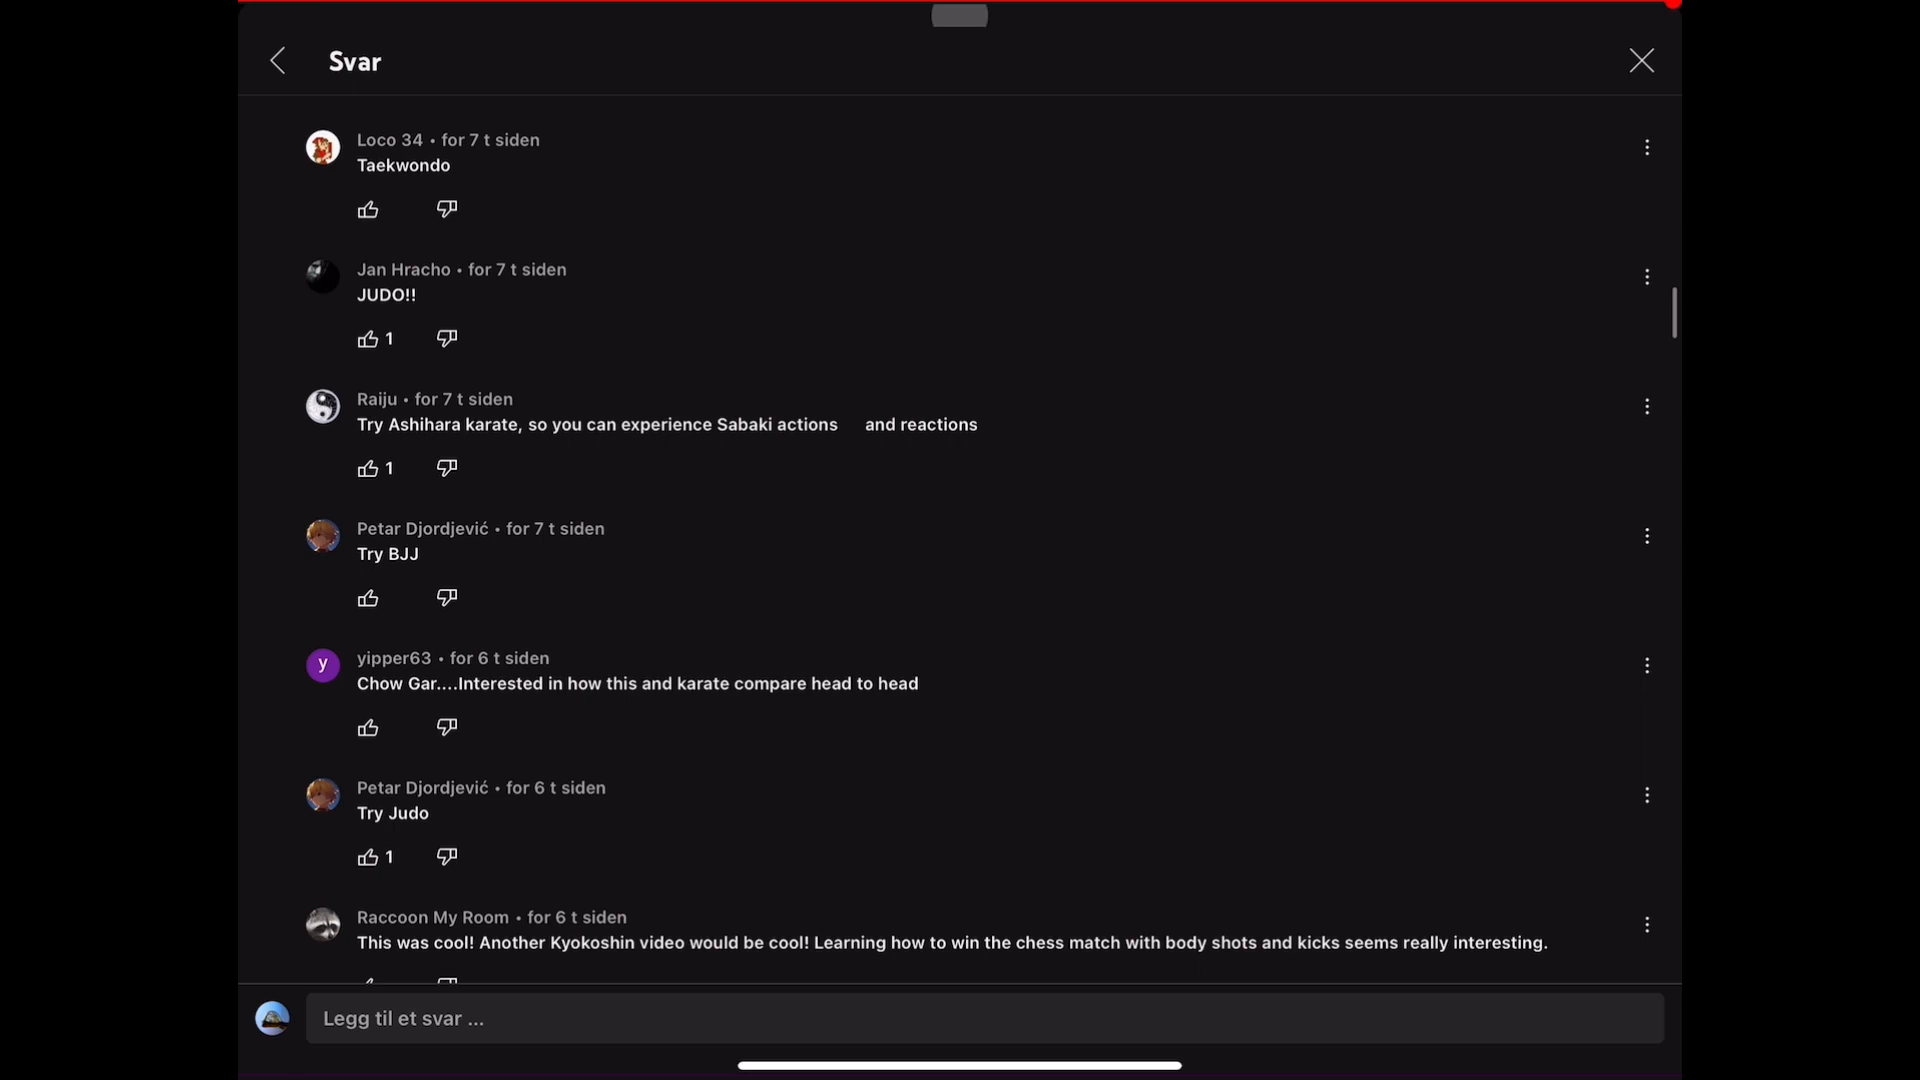 Svar
Loco 34 • for 7 t siden
Taekwondo
Jan Hracho • for 7 t siden
JUDO!!
1
Raiju • for 7 t siden
Try Ashihara karate, so you can experience Sabaki actions and reactions
1
Petar Djordjević • for 7 t siden
Try BJJ
y
yipper63 • for 6 t siden
Chow Gar....Interested in how this and karate compare head to head
Petar Djordjević • for 6 t siden
Try Judo
1
Raccoon My Room • for 6 t siden
This was cool! Another Kyokoshin video would be cool! Learning how to win the chess match with body shots and kicks seems really interesting.
Legg til et svar ...